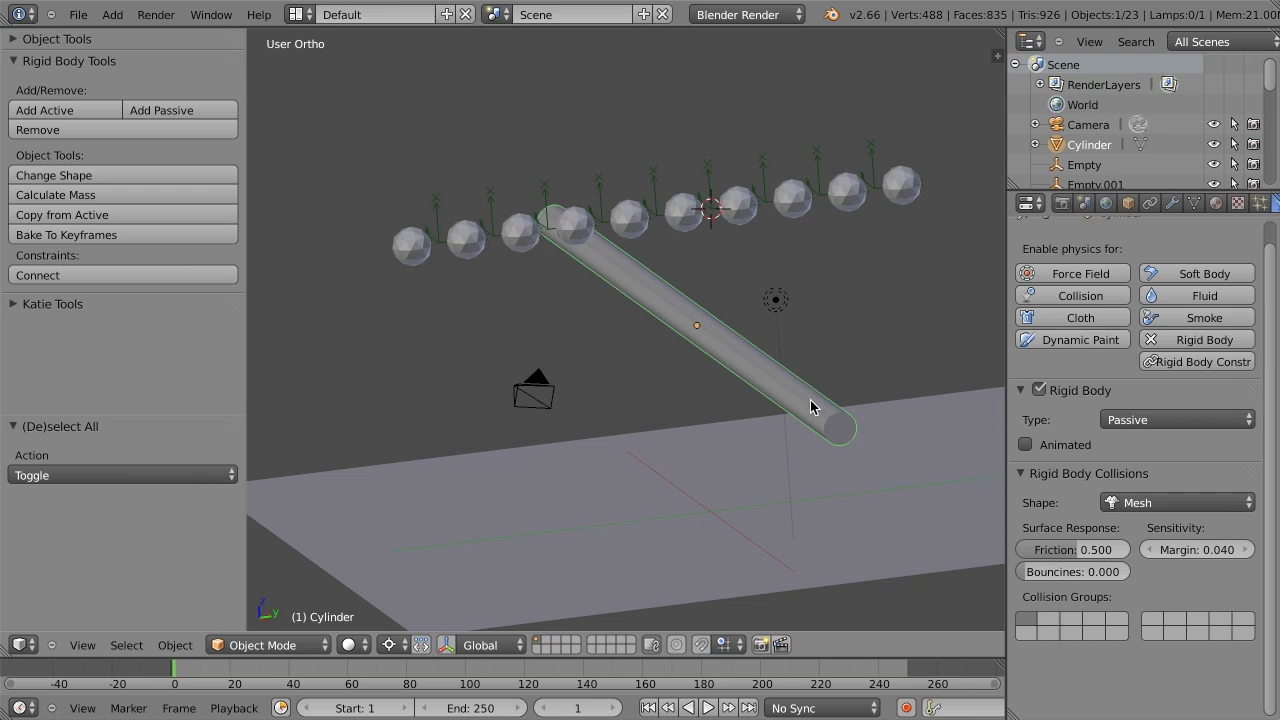 File Add Render Window Help Default Scene Blender Render v2.66 | Verts:488 | Faces:835 | Tris:926 | Objects:1/23 | Lamps:0/1 | Mem:21.00
Object Tools
Rigid Body Tools
Add/Remove:
Add Active Add Passive
Remove
Object Tools:
Change Shape
Calculate Mass
Copy from Active
Bake To Keyframes
Constraints:
Connect
Katie Tools
(De)select All
Action
Toggle
User Ortho
(1) Cylinder
View Select Object Object Mode Global
View Search All Scenes
Scene
RenderLayers
World
Camera
Cylinder
Empty
Empty.001
Enable physics for:
Force Field Soft Body
Collision Fluid
Cloth Smoke
Dynamic Paint Rigid Body
Rigid Body Constr
Rigid Body
Type: Passive
Animated
Rigid Body Collisions
Shape: Mesh
Surface Response: Sensitivity:
Friction: 0.500 Margin: 0.040
Bouncines: 0.000
Collision Groups:
-40 -20 0 20 40 60 80 100 120 140 160 180 200 220 240 260
View Marker Frame Playback Start: 1 End: 250 1 No Sync